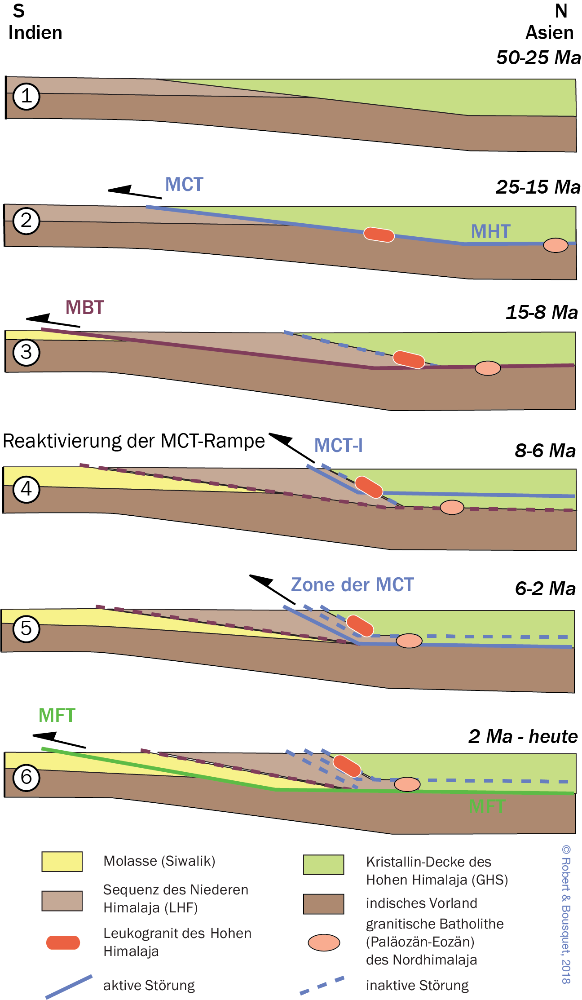 S
Indien
N
Asien
50-25 Ma
1
MCT
25-15 Ma
2
MHT
MBT
15-8 Ma
3
Reaktivierung der MCT-Rampe
MCT-I
8-6 Ma
4
Zone der MCT
6-2 Ma
5
MFT
2 Ma - heute
6
MFT
Molasse (Siwalik)
Sequenz des Niederen
Himalaja (LHF)
Leukogranit des Hohen
Himalaja
aktive Störung
Kristallin-Decke des
Hohen Himalaja (GHS)
indisches Vorland
granitische Batholithe
(Paläozän-Eozän)
des Nordhimalaja
inaktive Störung
© Robert & Bousquet, 2018